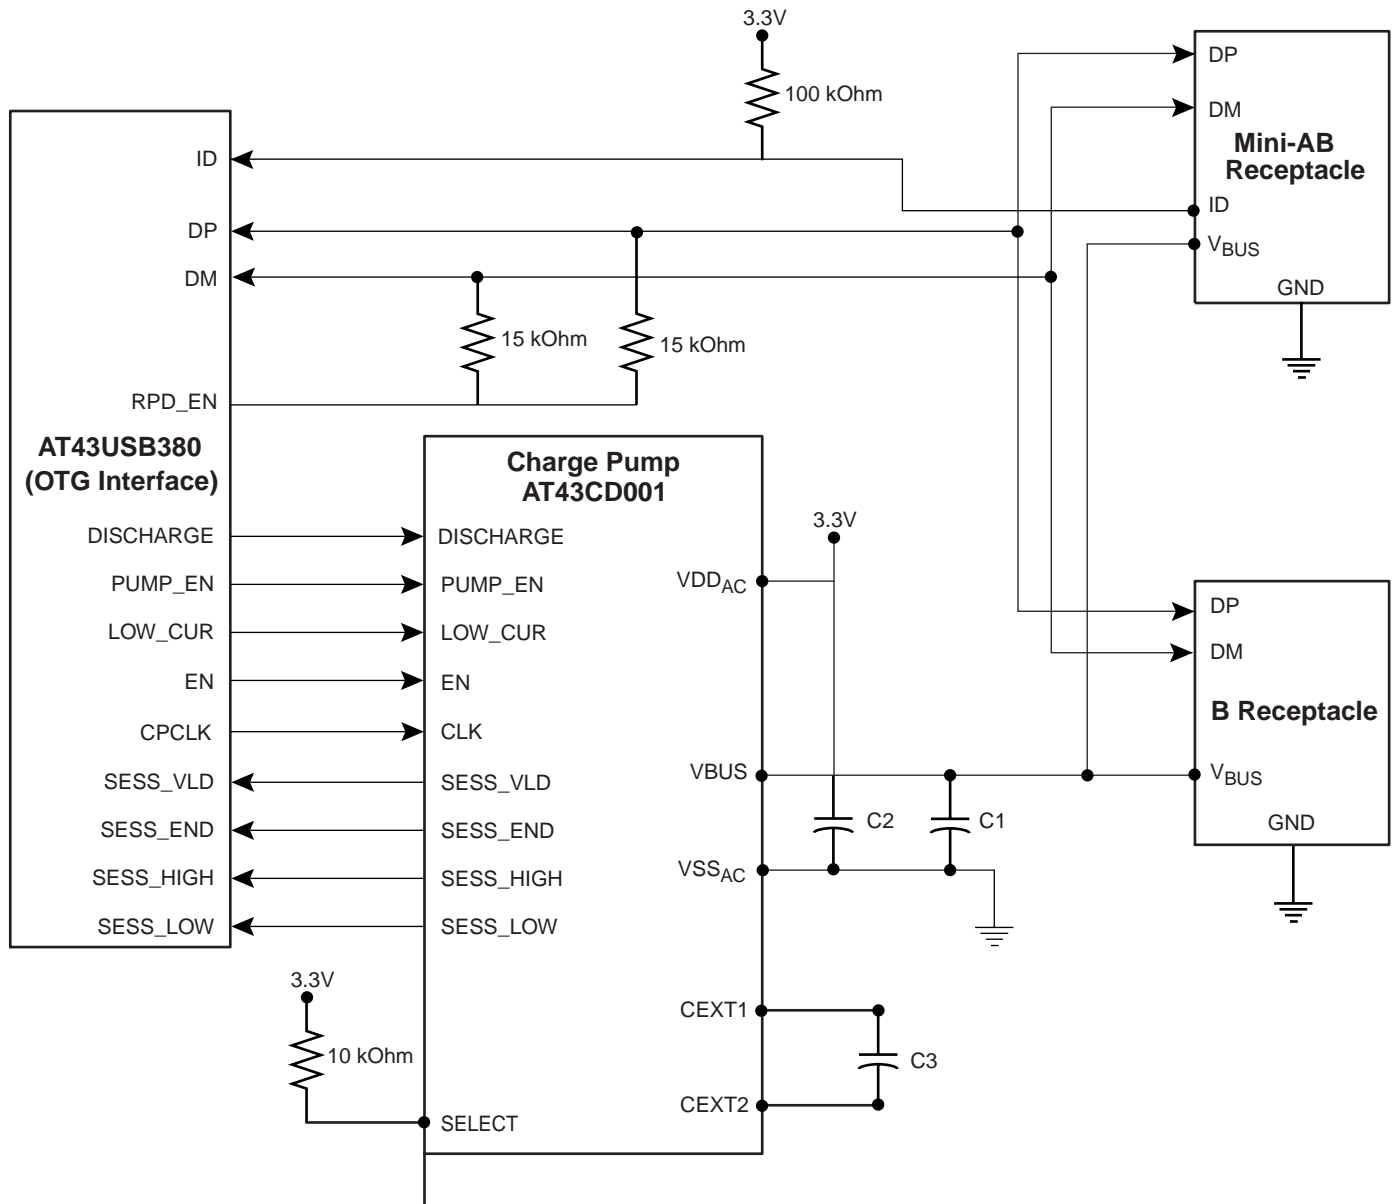 3.3V
100 kOhm
DP
DM
Mini-AB
Receptacle
ID
VBUS
GND
ID
DP
DM
15 kOhm
15 kOhm
RPD_EN
AT43USB380
(OTG Interface)
DISCHARGE
PUMP_EN
LOW_CUR
EN
CPCLK
SESS_VLD
SESS_END
SESS_HIGH
SESS_LOW
Charge Pump
AT43CD001
DISCHARGE
PUMP_EN
LOW_CUR
EN
CLK
SESS_VLD
SESS_END
SESS_HIGH
SESS_LOW
SELECT
3.3V
10 kOhm
VDDAC
VBUS
VSSAC
CEXT1
CEXT2
3.3V
C2
C1
C3
DP
DM
B Receptacle
VBUS
GND